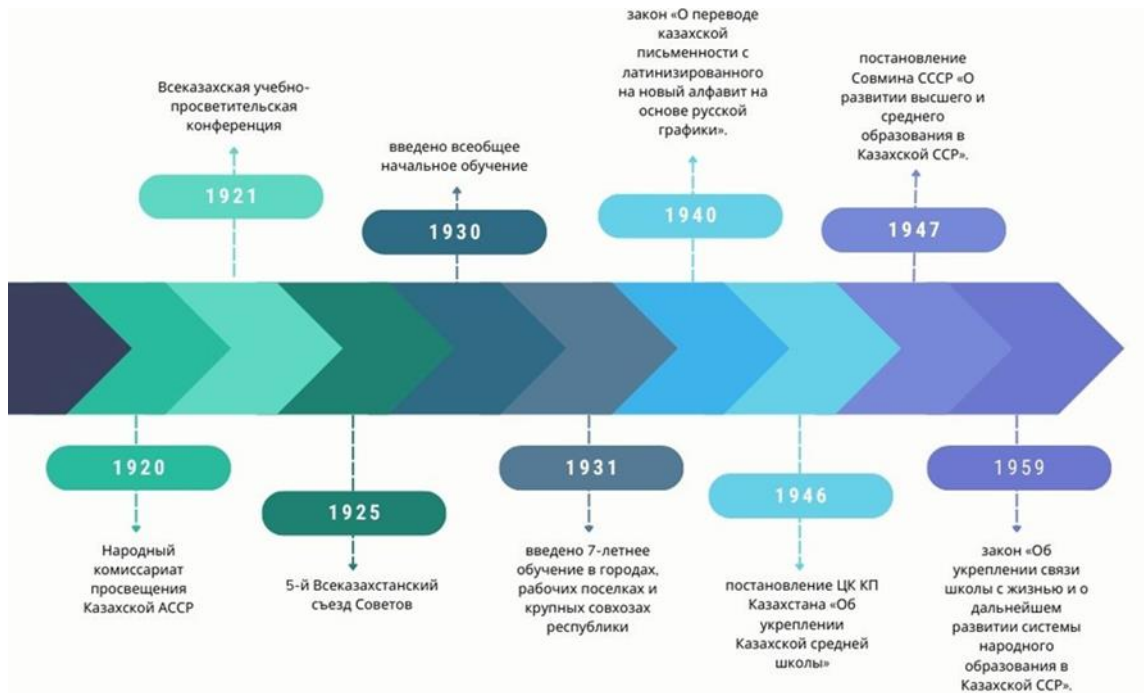 Всеказахская учебно-
просветительская
конференция
1921
введено всеобщее
начальное обучение
1930
закон «О переводе
казахской
письменности с
латинизированного
на новый алфавит на
основе русской
графики».
1940
постановление
Совмина СССР «О
развитии высшего и
среднего
образования в
Казахской ССР».
1947
1920
Народный
комиссариат
просвещения
Казахской АССР
1925
5-й Всеказахстанский
съезд Советов
1931
введено 7-летнее
обучение в городах,
рабочих поселках и
крупных совхозах
республики
1946
постановление ЦК КП
Казахстана «Об
укреплении
Казахской средней
школы»
1959
закон «Об
укреплении связи
школы с жизнью и о
дальнейшем
развитии системы
народного
образования в
Казахской ССР».